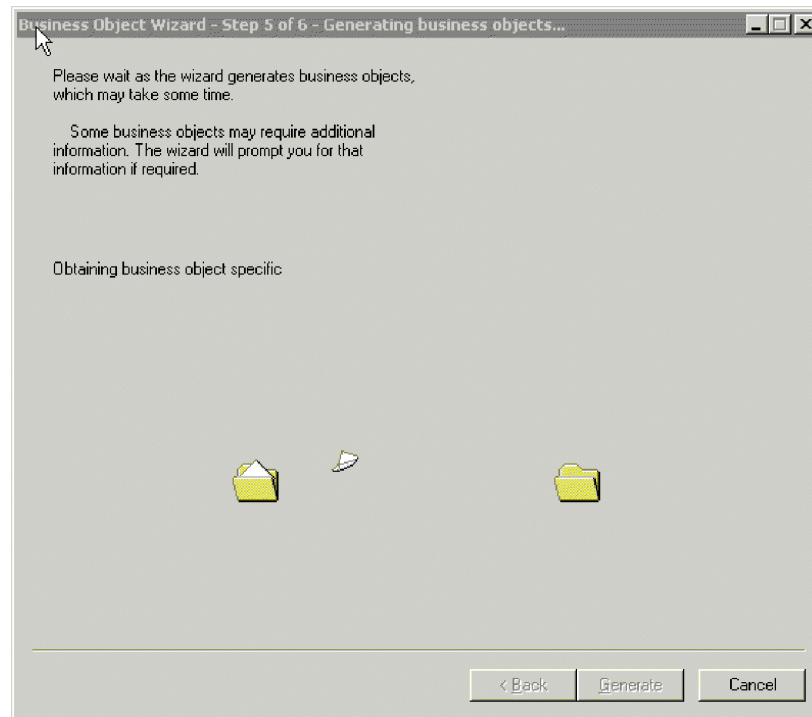 Business Object Wizard - Step 5 of 6 - Generating business objects...
Please wait as the wizard generates business objects,
which may take some time.
Some business objects may require additional
information. The wizard will prompt you for that
information if required.
Obtaining business object specific
< Back
Generate
Cancel